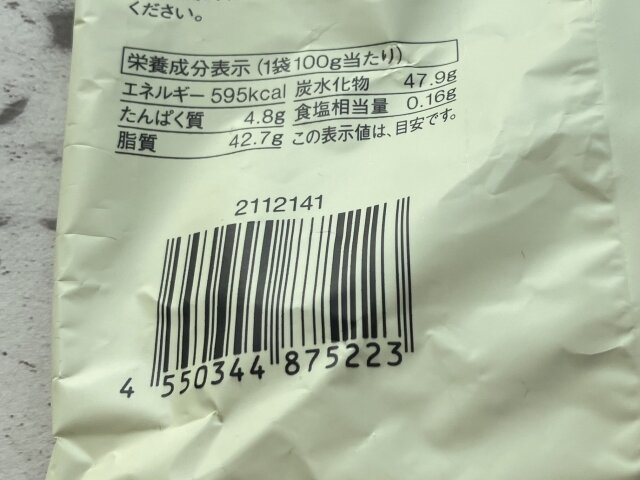 ください。
栄養成分表示 (1袋100g当たり)
エネルギー 595kcal 炭水化物 47.9g
たんぱく質 4.8g 食塩相当量 0.16g
脂質 42.7g この表示値は、目安です。
2112141
4 550344 875223